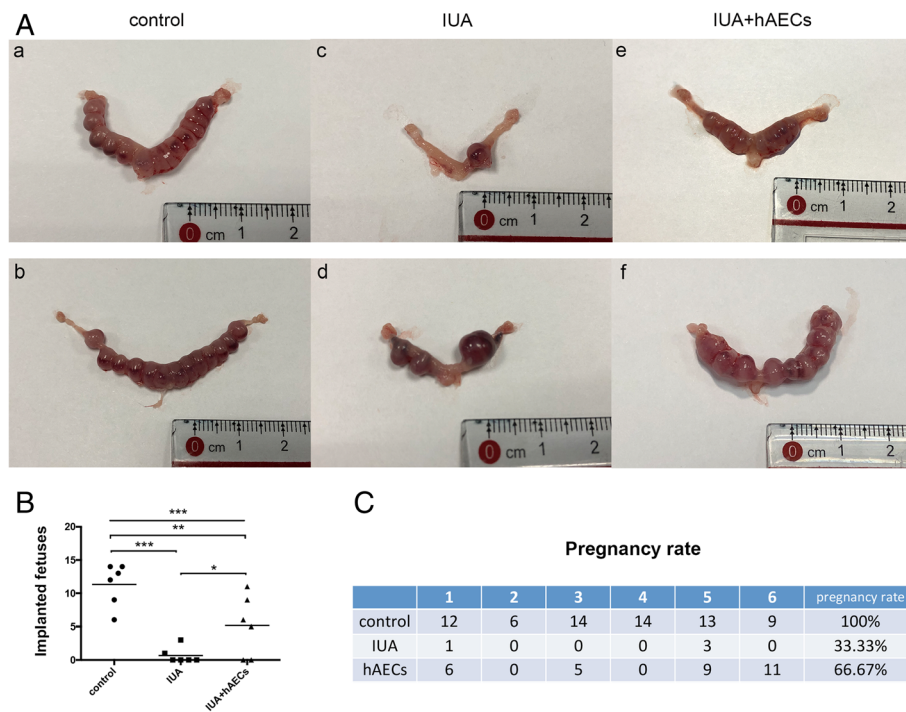 A
control
IUA
IUA+hAECs
a
c
e
0 cm 1 2
0 cm 1 2
0 cm 1 2
b
d
f
0 cm 1 2
0 cm 1 2
0 cm 1 2
B
***
**
***
*
20
15
10
5
0
Implanted fetuses
control
IUA
IUA+hAECs
C
Pregnancy rate
1 2 3 4 5 6 pregnancy rate
control 12 6 14 14 13 9 100%
IUA 1 0 0 0 3 0 33.33%
hAECs 6 0 5 0 9 11 66.67%